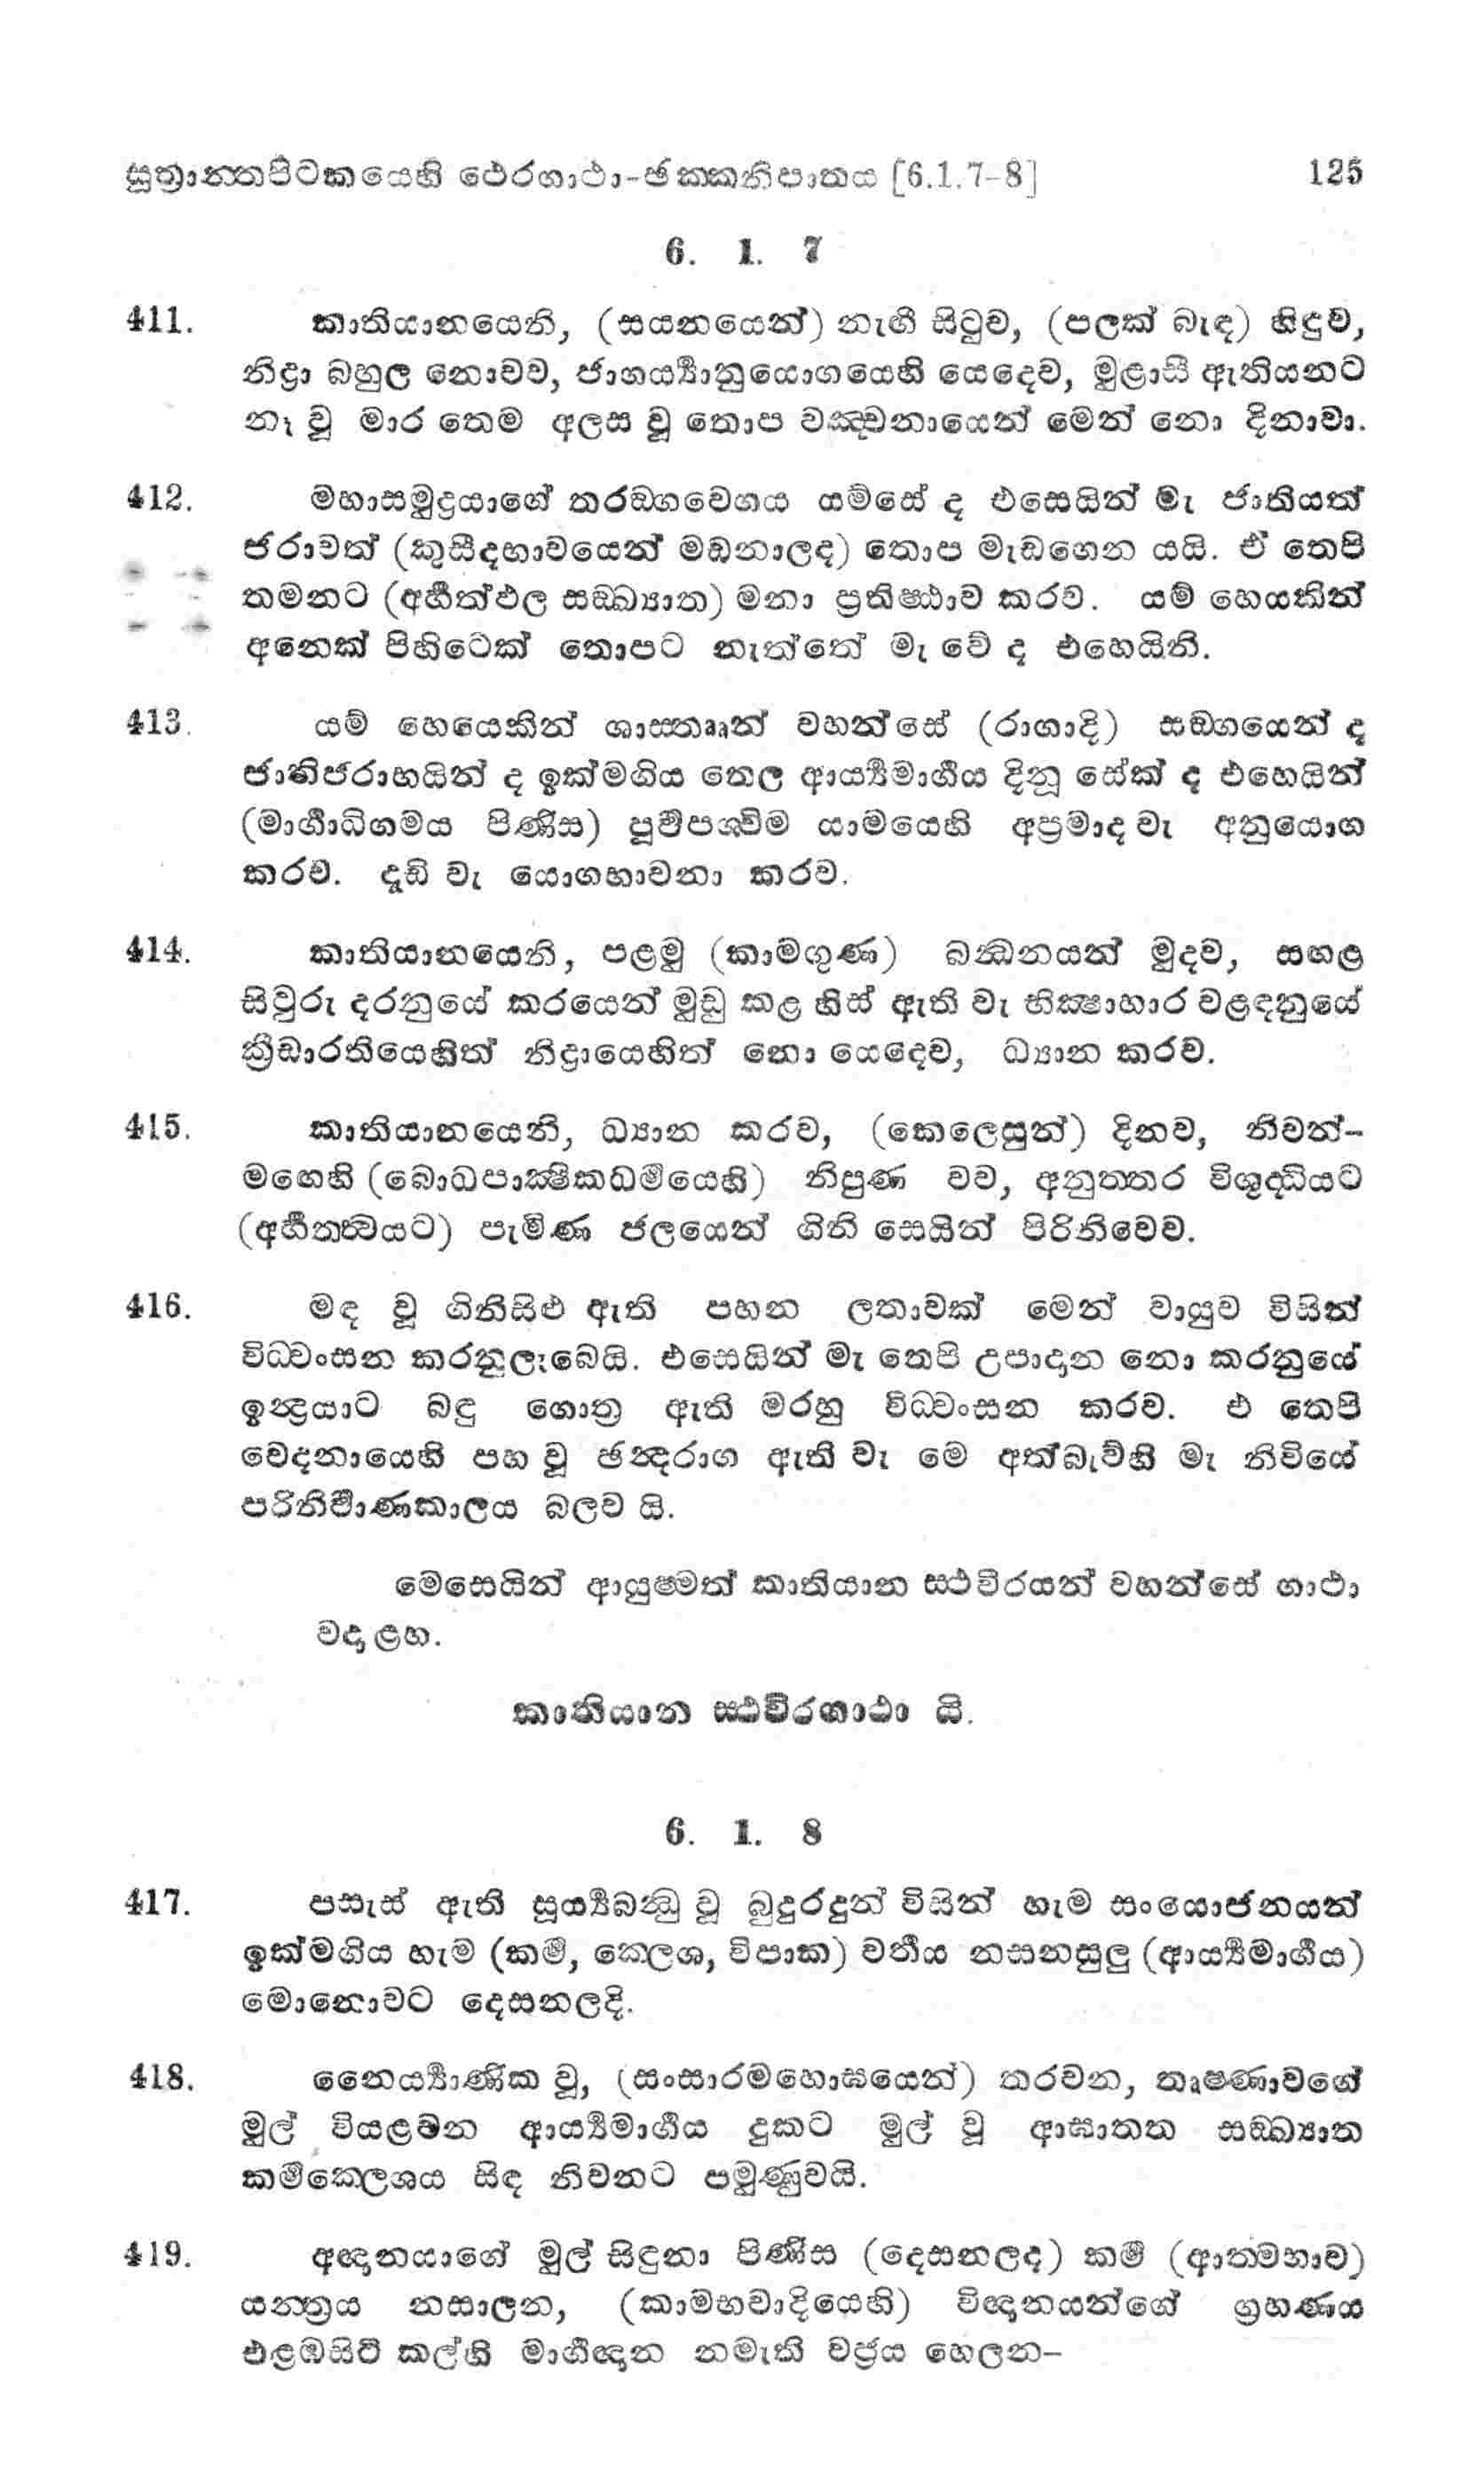 සූත්‍රාන්තපිටකයෙහි ථෙරගාථා-ඡක්කනිපාතය [6.1.7-8] 125
6. 1. 7
411. කාතියානයෙනි, (සයනයෙන්) නැගී සිටුව, (පලක් බැඳ) හිඳුව,
නිද්‍රා බහුල නොවව, ජාගර්‍ය්‍යානුයොගයෙහි යෙදෙව, මුළාසී ඇතියනට
නෑ වූ මාර තෙම අලස වූ තොප වඤ්චනායෙන් මෙන් නො දිනාවා.
412. මහාසමුද්‍රයාගේ තරඞ්ගවෙගය යම්සේ ද එසෙයින් මැ ජාතියත්
ජරාවත් (කුසීදභාවයෙන් මඬනාලද) තොප මැඩගෙන යයි. ඒ තෙපි
තමනට (අර්හත්ඵල සඞ්ඛ්‍යාත) මනා ප්‍රතිෂ්ඨාව කරව. යම් හෙයකින්
අනෙක් පිහිටෙක් තොපට නැත්තේ මැ වේ ද එහෙයිනි.
413. යම් හෙයෙකින් ශාස්තෲන් වහන්සේ (රාගාදි) සඞ්ගයෙන් ද
ජාතිජරාභයින් ද ඉක්මගිය තෙල ආර්‍ය්‍යමාර්ගය දිනූ සේක් ද එහෙයින්
(මාර්ගාධිගමය පිණිස) පූර්වපශ්චිම යාමයෙහි අප්‍රමාද වැ අනුයොග
කරව. දැඩි වැ යොගභාවනා කරව.
414. කාතියානයෙනි, පළමු (කාමගුණ) බන්ධනයන් මුදව, සඟළ
සිවුරු දරනුයේ කරයෙන් මුඩු කළ හිස් ඇති වැ භික්ෂාහාර වළඳනුයේ
ක්‍රීඩාරතියෙහිත් නිද්‍රායෙහිත් නො යෙදෙව, ධ්‍යාන කරව.
415. කාතියානයෙනි, ධ්‍යාන කරව, (කෙලෙසුන්) දිනව, නිවන්-
මඟෙහි (බොධපාක්ෂිකධර්මයෙහි) නිපුණ වව, අනුත්තර විශුද්ධියට
(අර්හත්ත්‍වයට) පැමිණ ජලයෙන් ගිනි සෙයින් පිරිනිවෙව.
416. මඳ වූ ගිනිසිළු ඇති පහන ලතාවක් මෙන් වායුව විසින්
විධ්වංසන කරනුලැබෙයි. එසෙයින් මැ තෙපි උපාදාන නො කරනුයේ
ඉන්ද්‍රයාට බඳු ගොත්‍ර ඇති මරහු විධ්වංසන කරව. එ තෙපි
වෙදනායෙහි පහ වූ ඡන්දරාග ඇති වැ මෙ අත්බැව්හි මැ නිවියේ
පරිනිර්වාණකාලය බලව යි.
මෙසෙයින් ආයුෂ්මත් කාතියාන ස්ථවිරයන් වහන්සේ ගාථා
වදාළහ.
කාතියාන ස්ථවිරගාථා යි.
6. 1. 8
417. පසැස් ඇති සූර්‍ය්‍යබන්ධු වූ බුදුරදුන් විසින් හැම සංයොජනයන්
ඉක්මගිය හැම (කර්ම, ක්ලෙශ, විපාක) වර්තය නසනසුලු (ආර්‍ය්‍යමාර්ගය)
මොනොවට දෙසනලදි.
418. නෛර්‍ය්‍යාණික වූ, (සංසාරමහොඝයෙන්) තරවන, තෘෂ්ණාවගේ
මුල් වියළවන ආර්‍ය්‍යමාර්ගය දුකට මුල් වූ ආඝාතන සඞ්ඛ්‍යාත
කර්මක්ලෙශය සිඳ නිවනට පමුණුවයි.
419. අඥානයාගේ මුල් සිඳුනා පිණිස (දෙසනලද) කර්ම (ආත්මභාව)
යන්ත්‍රය නසාලන, (කාමභවාදියෙහි) විඥානයන්ගේ ග්‍රහණය
එළඹසිටි කල්හි මාර්ගඥාන නමැති වජ්‍රය හෙලන-